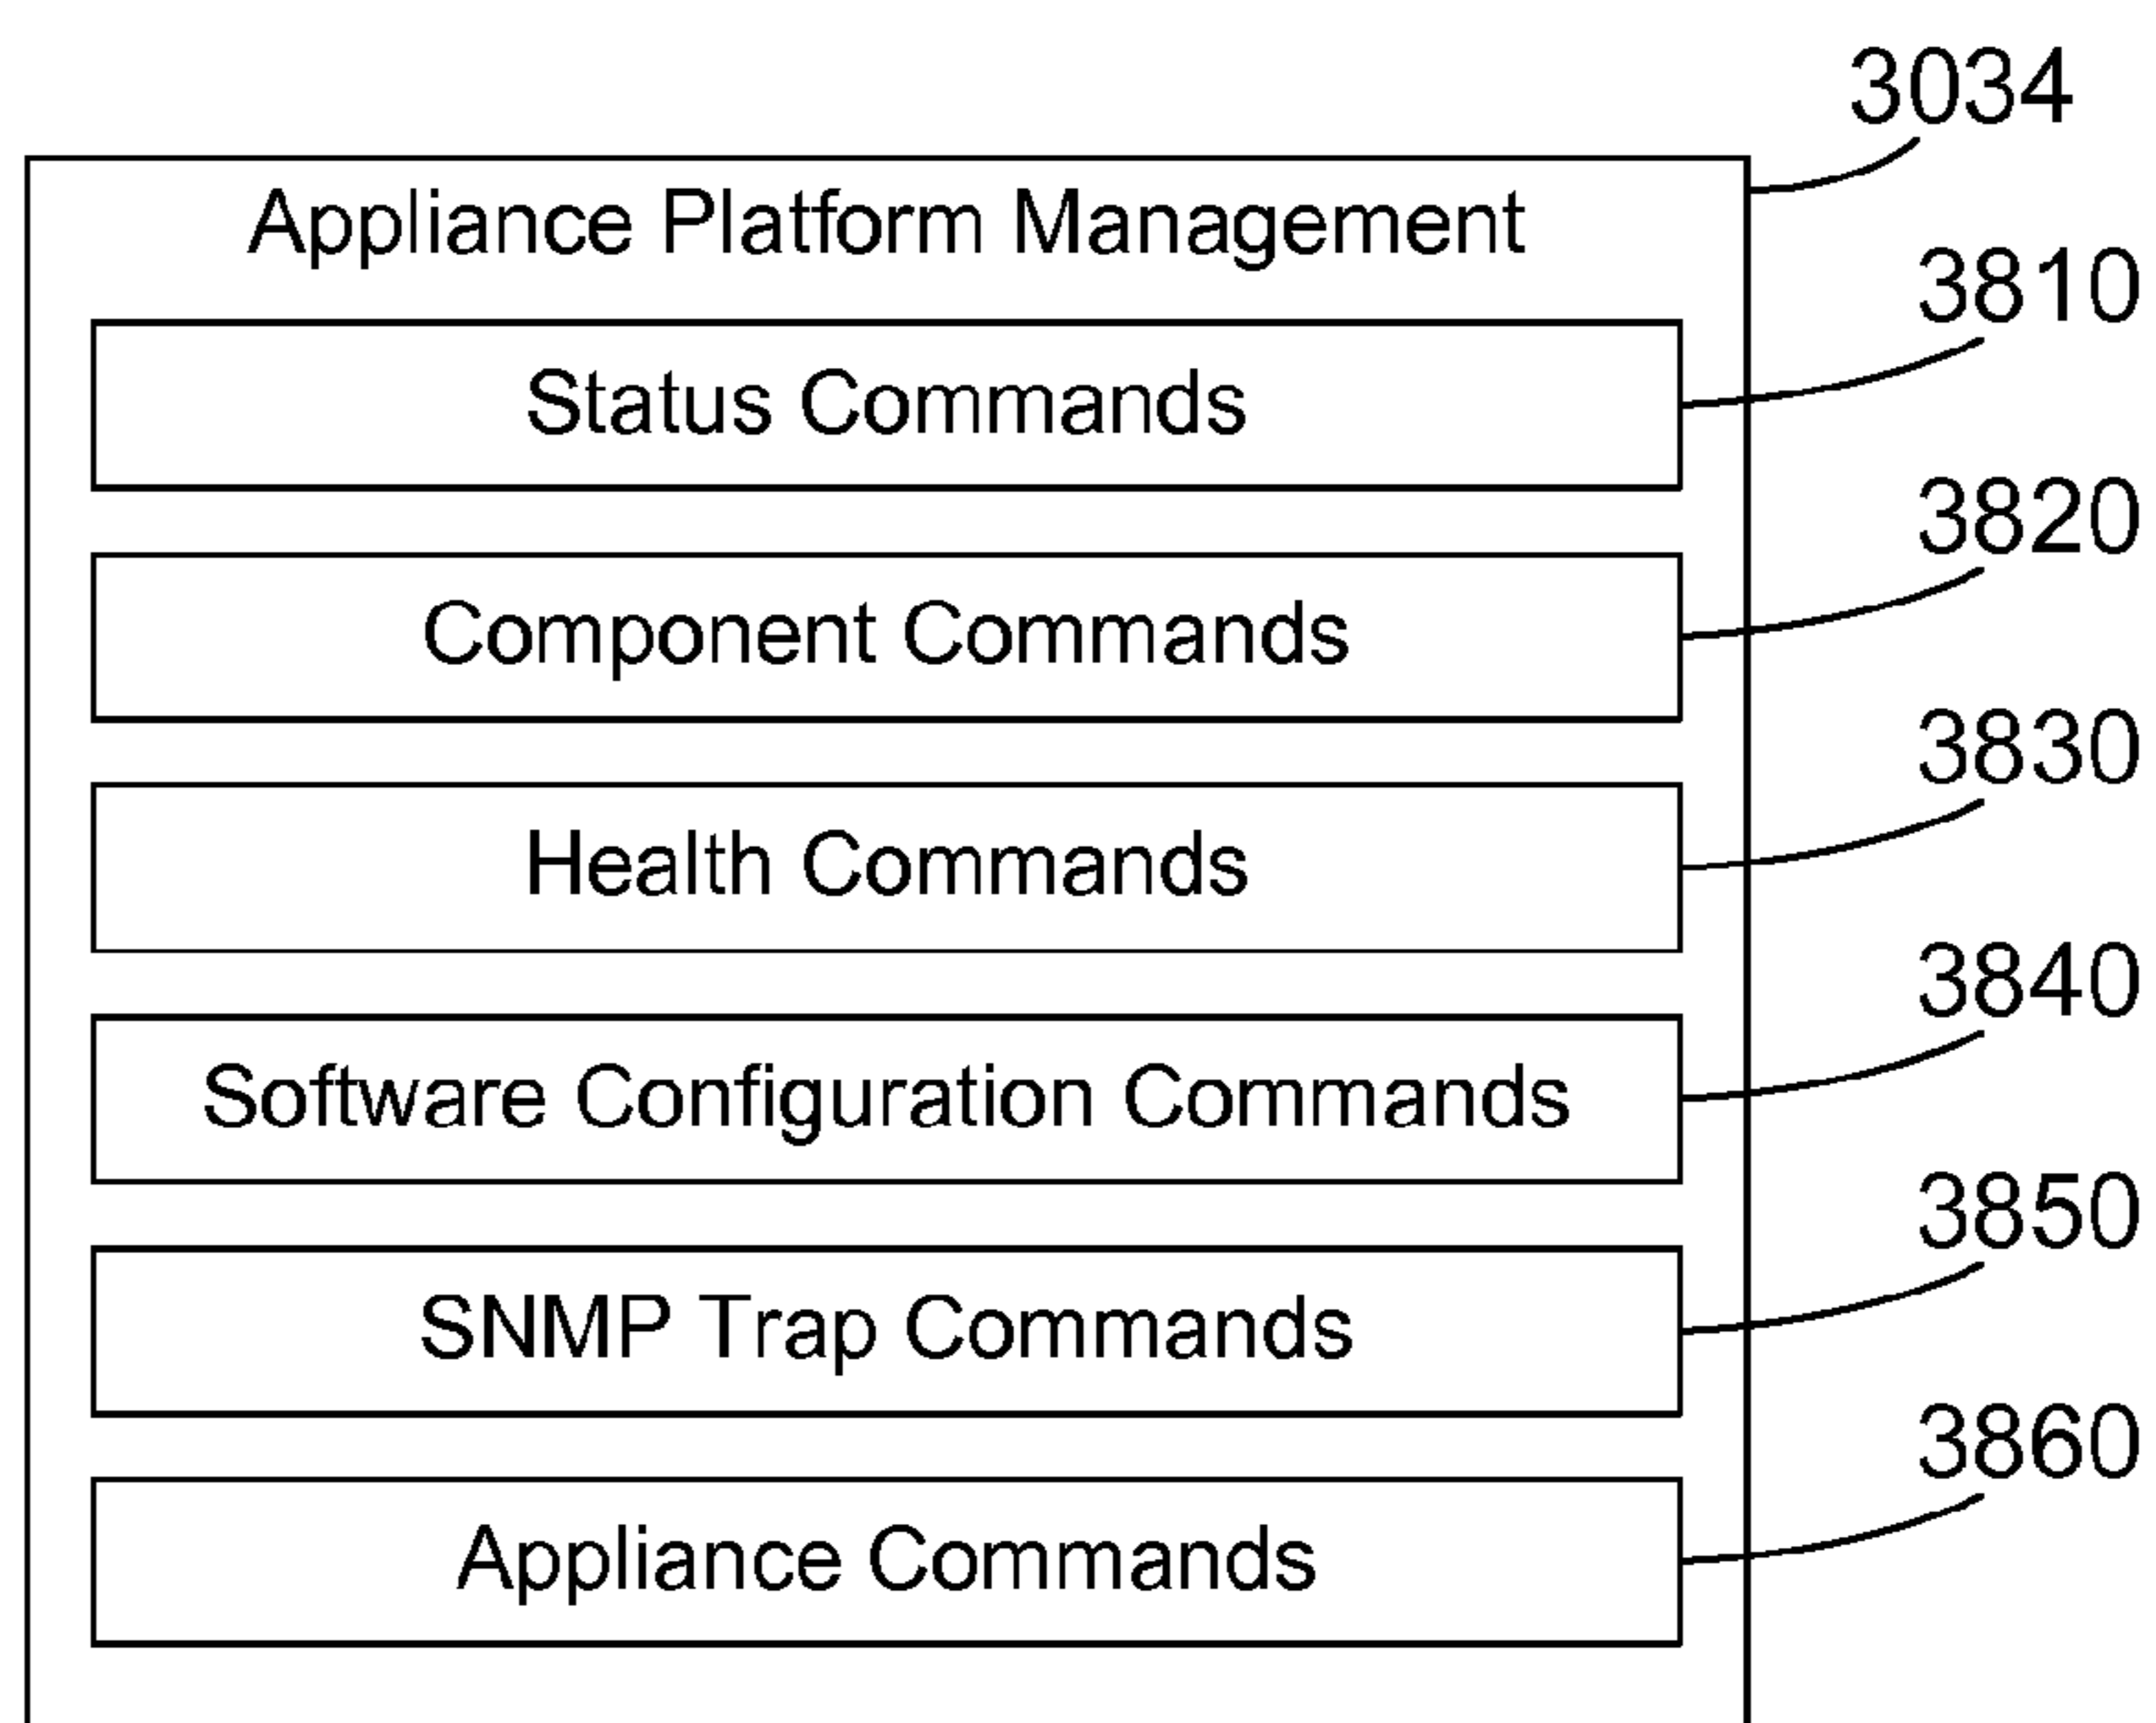 3034
Appliance Platform Management
3810
Status Commands
3820
Component Commands
3830
Health Commands
3840
Software Configuration Commands
3850
SNMP Trap Commands
3860
Appliance Commands